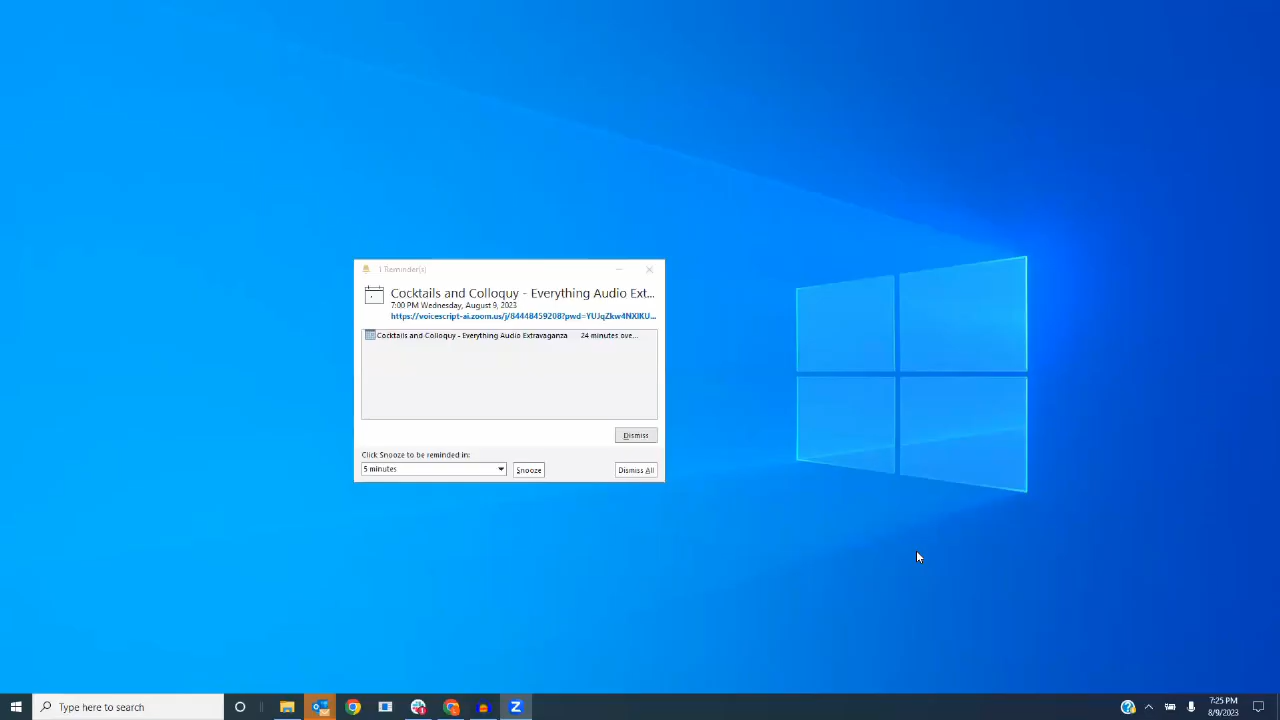 1 Reminder(s)
Cocktails and Colloquy - Everything Audio Ext...
7:00 PM Wednesday, August 9, 2023
https://voicescript-ai.zoom.us/j/84448459208?pwd=YUJqZkw4NXlKU...
Cocktails and Colloquy - Everything Audio Extravaganza 24 minutes ove...
Dismiss
Click Snooze to be reminded in:
5 minutes Snooze Dismiss All
Type here to search
7:25 PM
8/9/2023